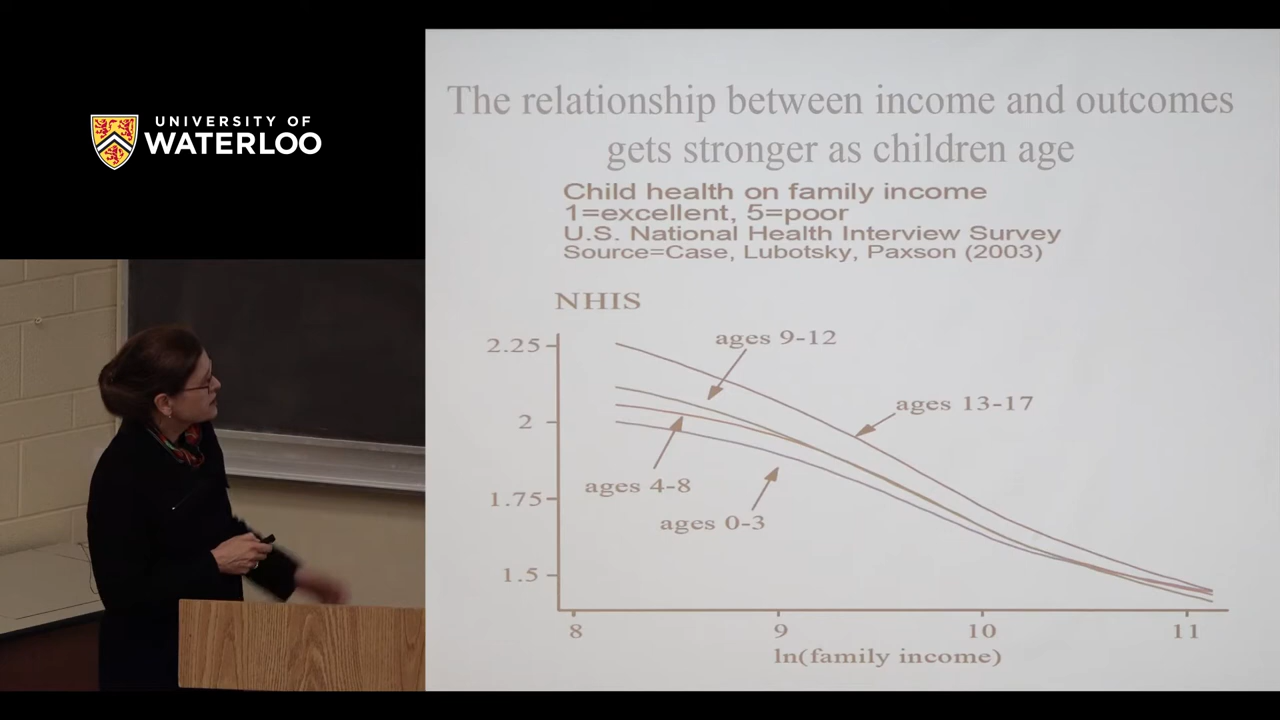 UNIVERSITY OF
WATERLOO
The relationship between income and outcomes
gets stronger as children age
Child health on family income
1=excellent, 5=poor
U.S. National Health Interview Survey
Source=Case, Lubotsky, Paxson (2003)
NHIS
2.25
2
1.75
1.5
ages 9-12
ages 13-17
ages 4-8
ages 0-3
8
9
10
11
ln(family income)